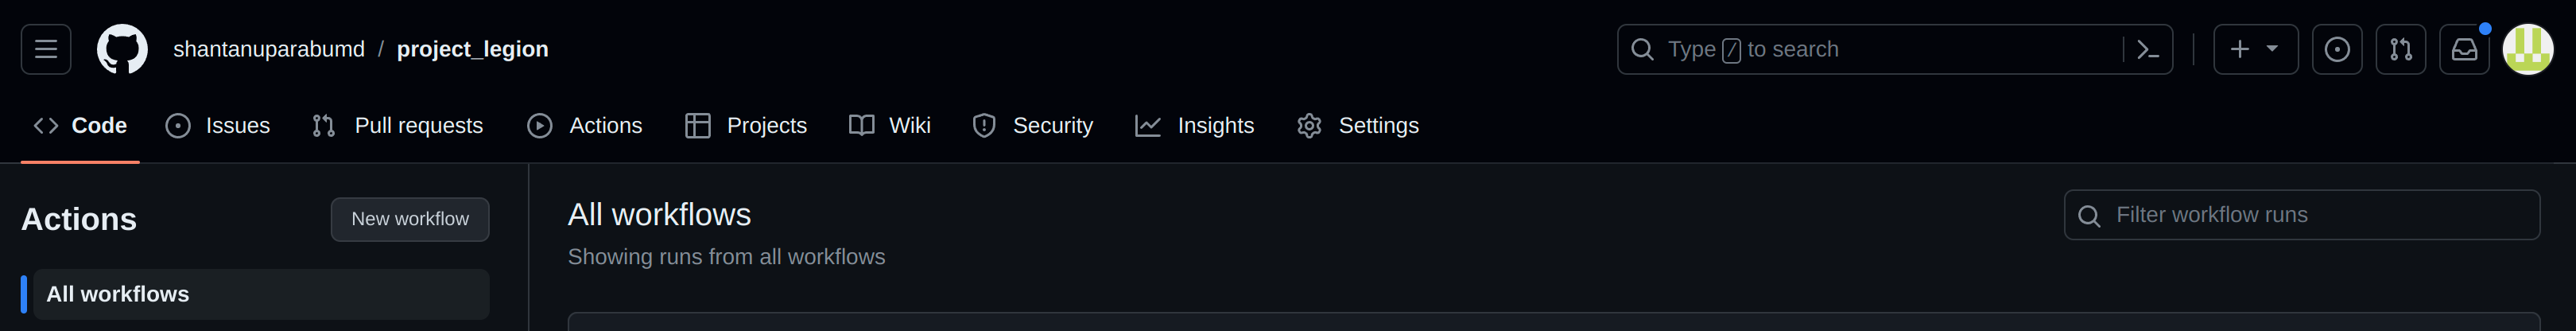 shantanuparabumd / project_legion
Type / to search
Code Issues Pull requests Actions Projects Wiki Security Insights Settings
Actions
New workflow
All workflows
All workflows
Showing runs from all workflows
Filter workflow runs